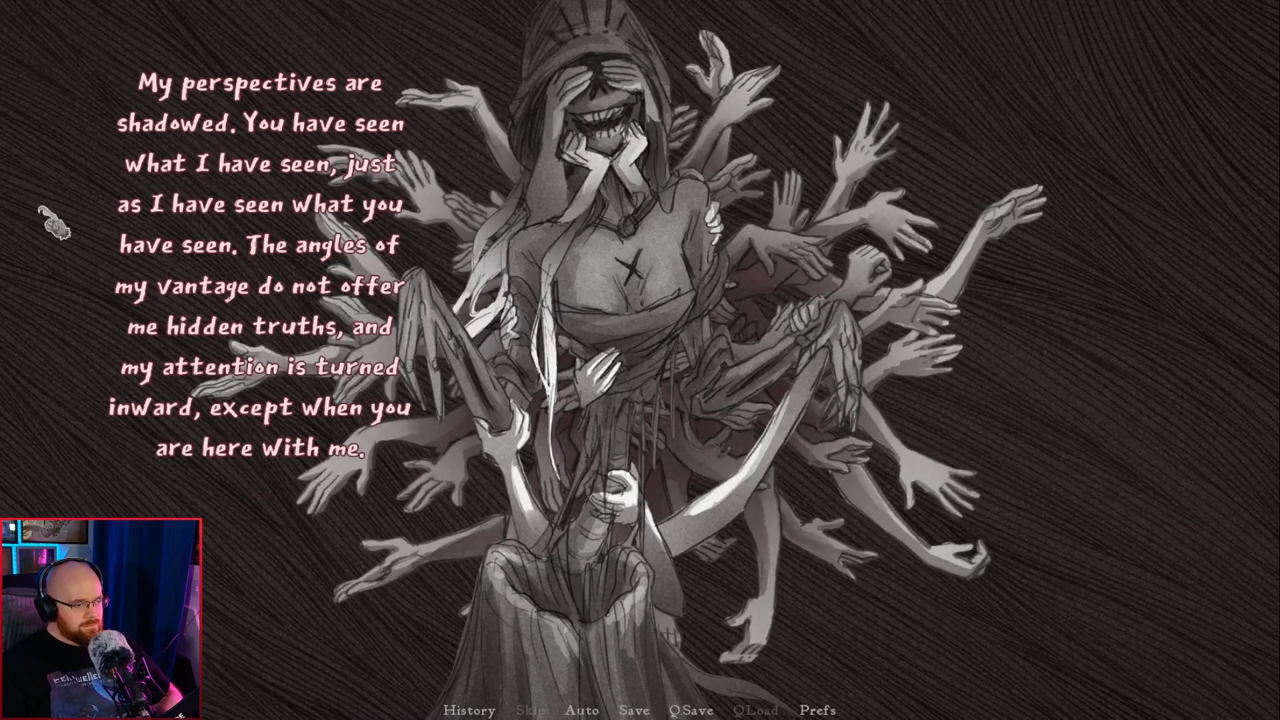 My perspectives are
shadowed. You have seen
what I have seen, just
as I have seen what you
have seen. The angles of
my vantage do not offer
me hidden truths, and
my attention is turned
inward, except when you
are here with me.
History Skip Auto Save Q.Save Q.Load Prefs